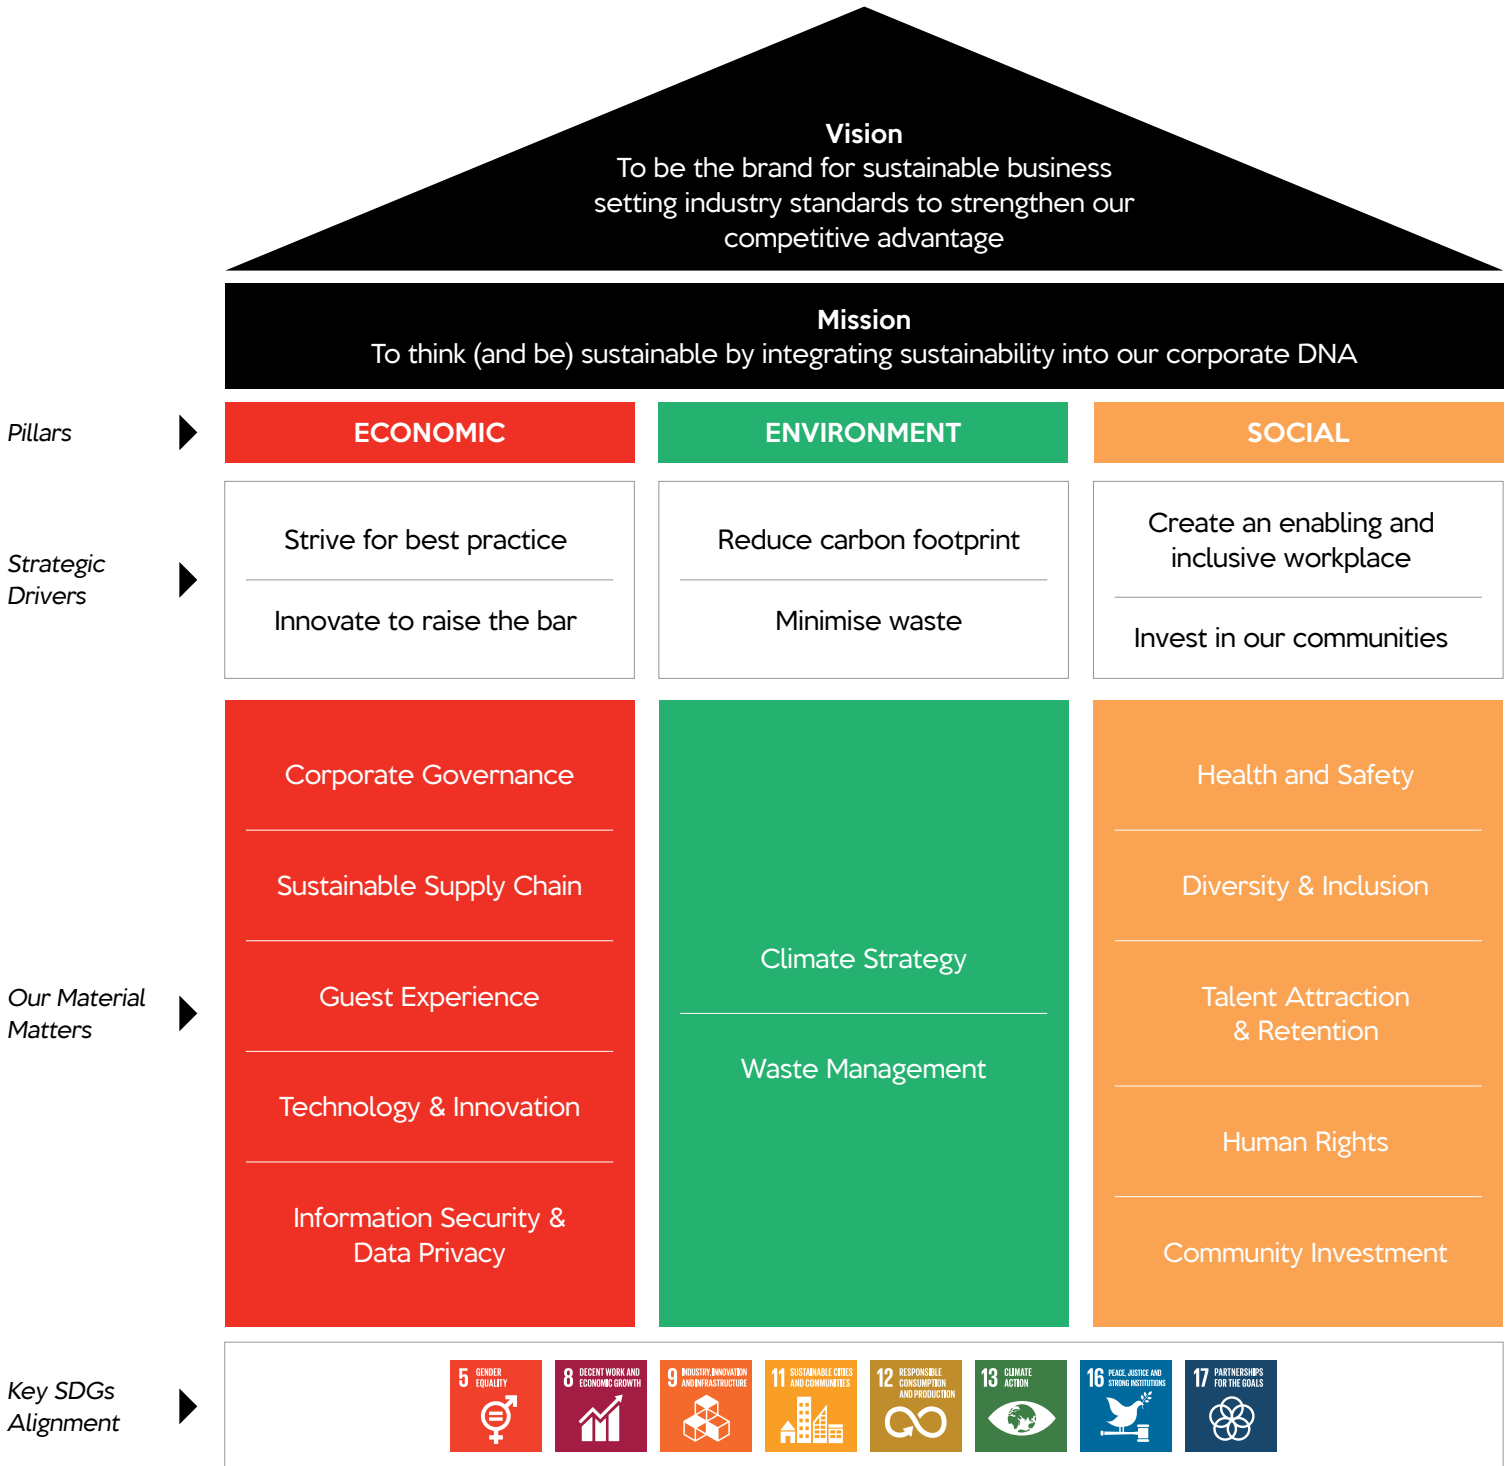 Vision
To be the brand for sustainable business
setting industry standards to strengthen our
competitive advantage
Mission
To think (and be) sustainable by integrating sustainability into our corporate DNA
Pillars
ECONOMIC
ENVIRONMENT
SOCIAL
Strategic
Drivers
Strive for best practice
Innovate to raise the bar
Reduce carbon footprint
Minimise waste
Create an enabling and
inclusive workplace
Invest in our communities
Our Material
Matters
Corporate Governance
Sustainable Supply Chain
Guest Experience
Technology & Innovation
Information Security &
Data Privacy
Climate Strategy
Waste Management
Health and Safety
Diversity & Inclusion
Talent Attraction
& Retention
Human Rights
Community Investment
Key SDGs
Alignment
5 GENDER
EQUALITY
8 DECENT WORK AND
ECONOMIC GROWTH
9 INDUSTRY, INNOVATION
AND INFRASTRUCTURE
11 SUSTAINABLE CITIES
AND COMMUNITIES
12 RESPONSIBLE
CONSUMPTION
AND PRODUCTION
13 CLIMATE
ACTION
16 PEACE, JUSTICE AND
STRONG INSTITUTIONS
17 PARTNERSHIPS
FOR THE GOALS